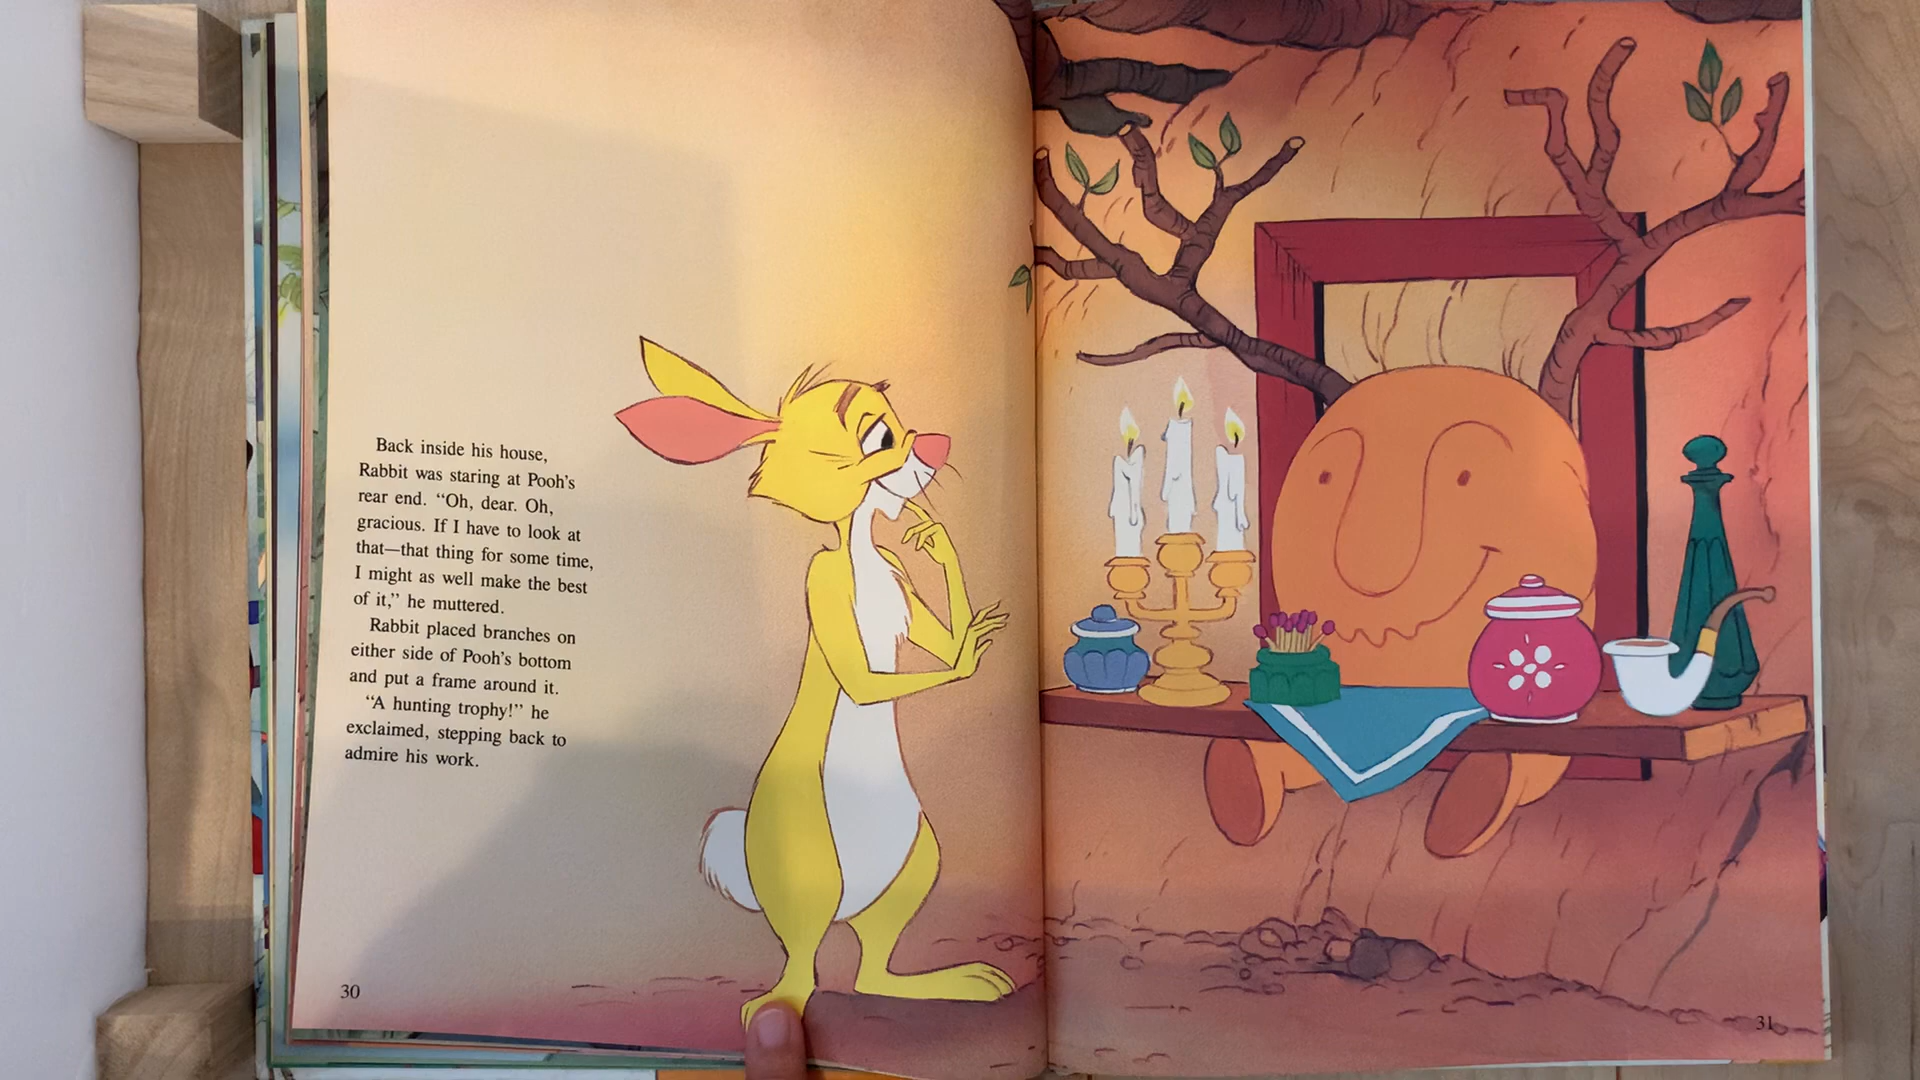 Back inside his house,
Rabbit was staring at Pooh's
rear end. “Oh, dear. Oh,
gracious. If I have to look at
that—that thing for some time,
I might as well make the best
of it,” he muttered.
Rabbit placed branches on
either side of Pooh's bottom
and put a frame around it.
“A hunting trophy!” he
exclaimed, stepping back to
admire his work.
30
31